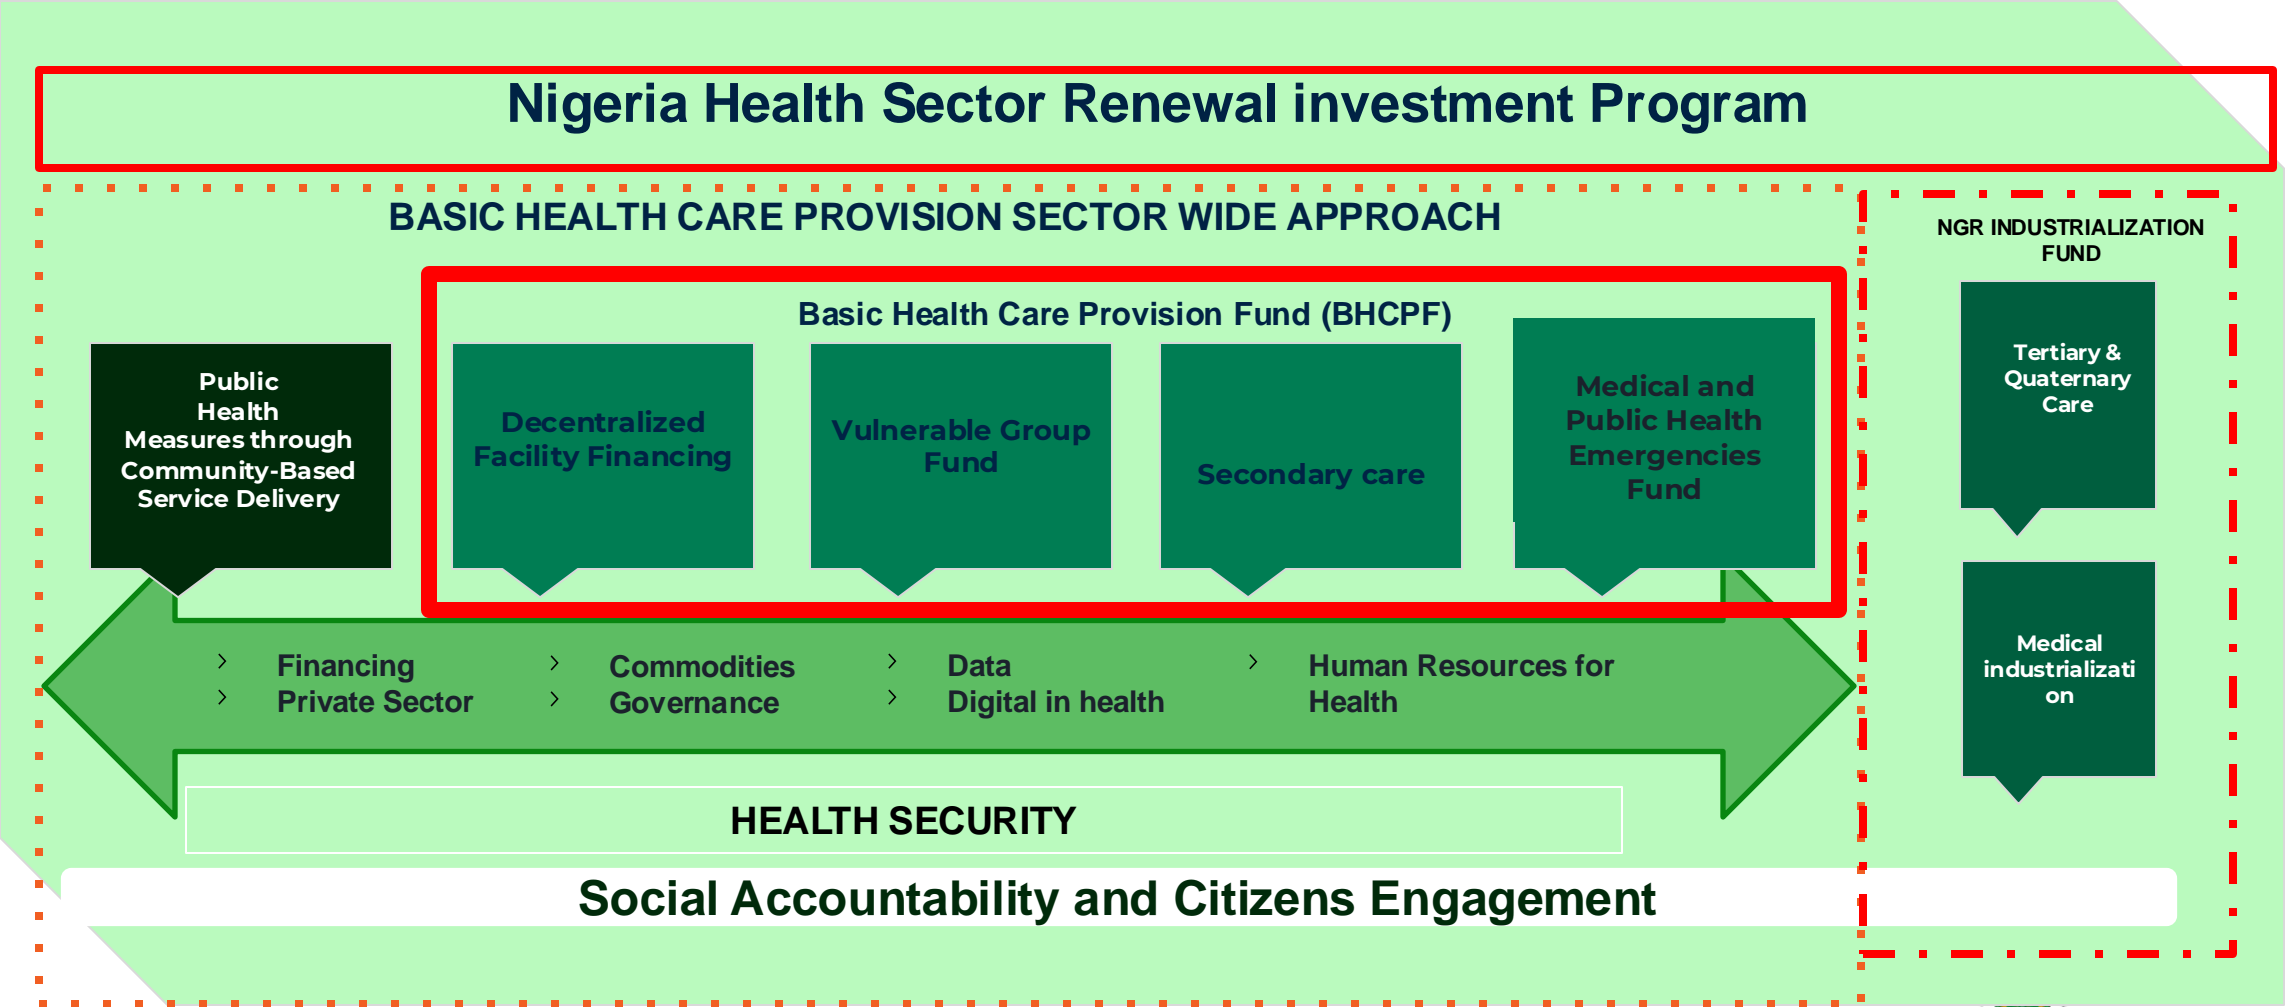 Nigeria Health Sector Renewal investment Program
BASIC HEALTH CARE PROVISION SECTOR WIDE APPROACH
NGR INDUSTRIALIZATION
FUND
Basic Health Care Provision Fund (BHCPF)
Public
Health
Measures through
Community-Based
Service Delivery
Decentralized
Facility Financing
Vulnerable Group
Fund
Secondary care
Medical and
Public Health
Emergencies
Fund
Tertiary &
Quaternary
Care
Medical
industrializati
on
Financing
Private Sector
Commodities
Governance
Data
Digital in health
Human Resources for
Health
HEALTH SECURITY
Social Accountability and Citizens Engagement